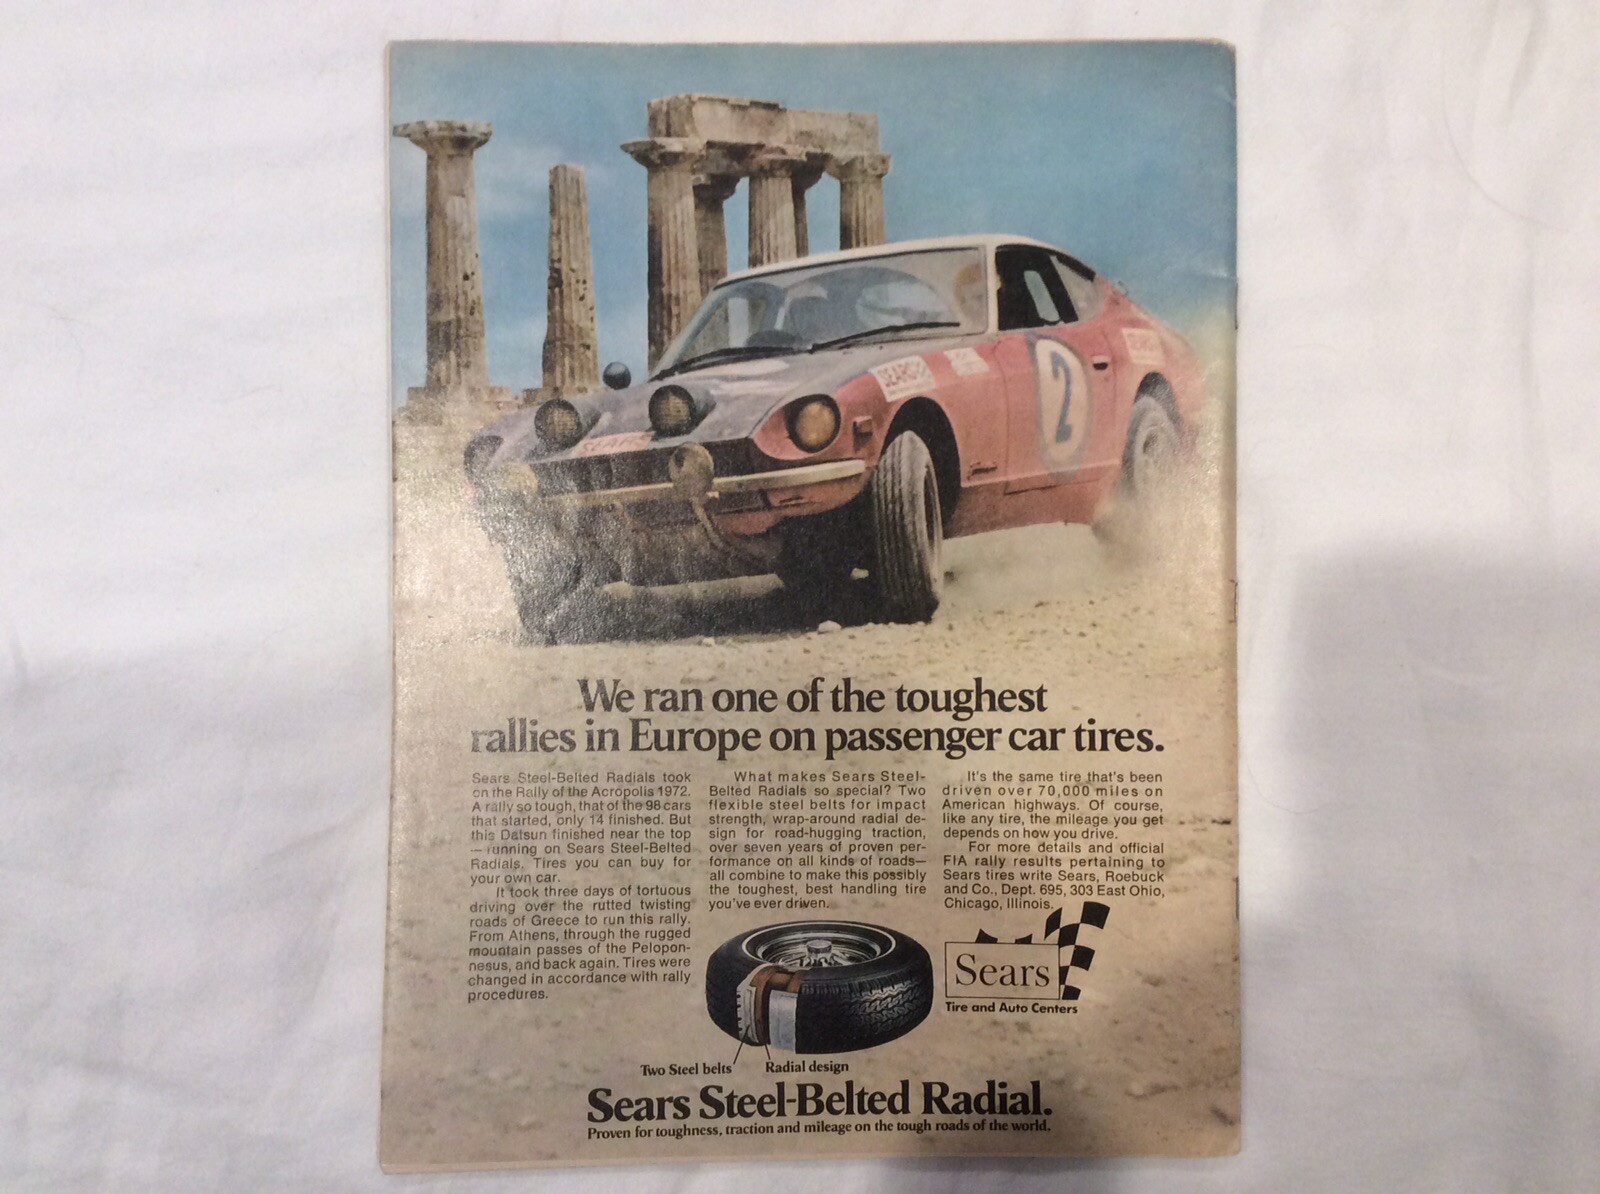 SEARS
SEARS
2
We ran one of the toughest
rallies in Europe on passenger car tires.
Sears Steel-Belted Radials took
on the Rally of the Acropolis 1972.
A rally so tough, that of the 98 cars
that started, only 14 finished. But
this Datsun finished near the top
— running on Sears Steel-Belted
Radials. Tires you can buy for
your own car.
It took three days of tortuous
driving over the rutted twisting
roads of Greece to run this rally.
From Athens, through the rugged
mountain passes of the Pelopon-
nesus, and back again. Tires were
changed in accordance with rally
procedures.
What makes Sears Steel-
Belted Radials so special? Two
flexible steel belts for impact
strength, wrap-around radial de-
sign for road-hugging traction,
over seven years of proven per-
formance on all kinds of roads—
all combine to make this possibly
the toughest, best handling tire
you've ever driven.
It's the same tire that's been
driven over 70,000 miles on
American highways. Of course,
like any tire, the mileage you get
depends on how you drive.
For more details and official
FIA rally results pertaining to
Sears tires write Sears, Roebuck
and Co., Dept. 695, 303 East Ohio,
Chicago, Illinois.
Sears
Tire and Auto Centers
Two Steel belts
Radial design
Sears Steel-Belted Radial.
Proven for toughness, traction and mileage on the tough roads of the world.